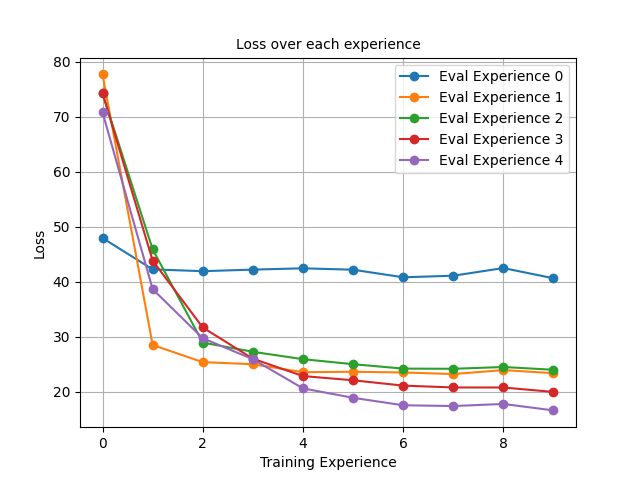 Loss over each experience
80
70
60
50
40
30
20
Loss
Eval Experience 0
Eval Experience 1
Eval Experience 2
Eval Experience 3
Eval Experience 4
0 2 4 6 8
Training Experience